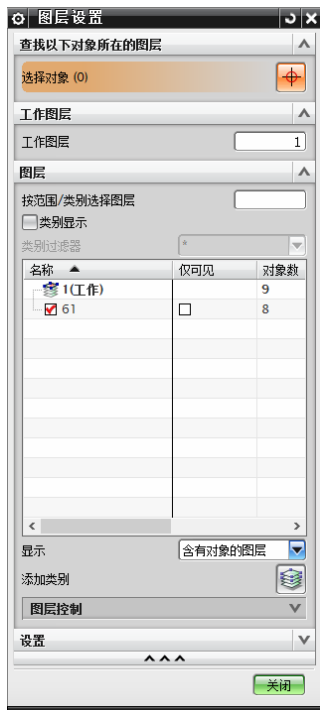 图层设置
查找以下对象所在的图层
选择对象 (0)
工作图层
工作图层 1
图层
按范围/类别选择图层
类别显示
类别过滤器 *
名称 仅可见 对象数
1(工作) 9
61 8
显示 含有对象的图层
添加类别
图层控制
设置
关闭